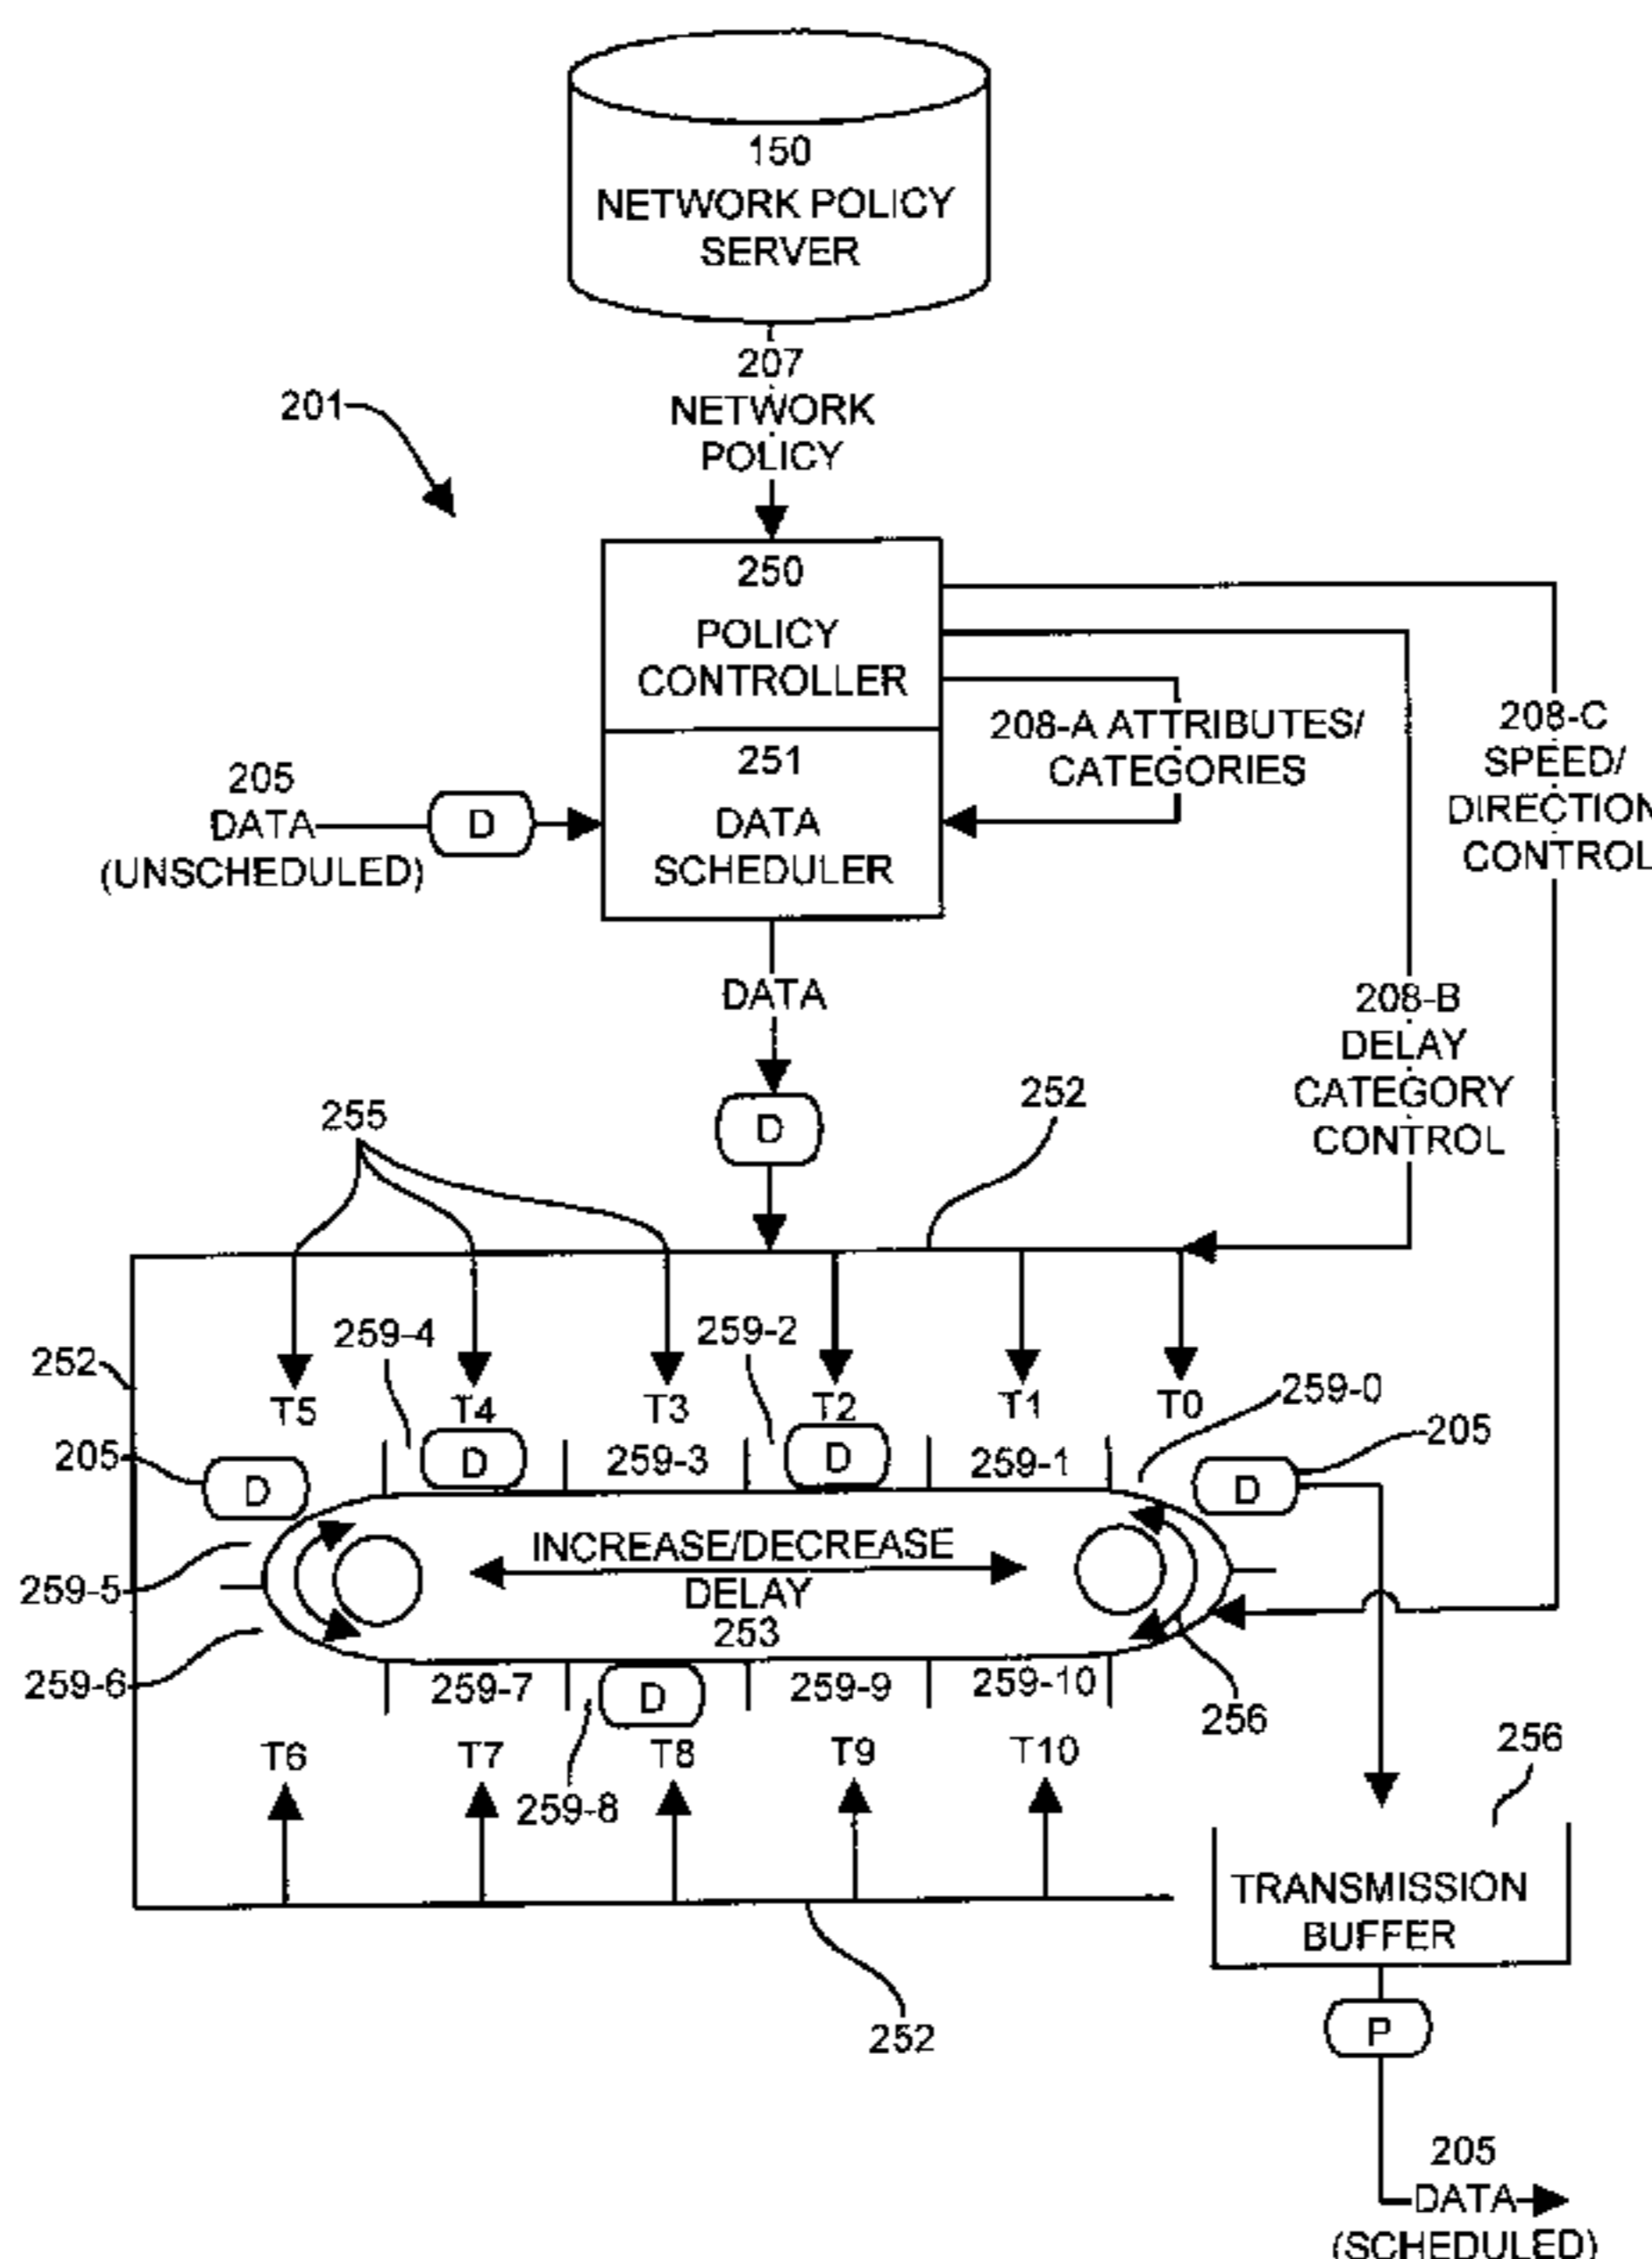 150
NETWORK POLICY
SERVER
207
NETWORK
POLICY
201
250
POLICY
CONTROLLER
208-A ATTRIBUTES/
CATEGORIES
208-C
SPEED/
DIRECTION
CONTROL
251
DATA
SCHEDULER
205
DATA
(UNSCHEDULED)
D
DATA
D
208-B
DELAY
CATEGORY
CONTROL
255
252
252
259-4
259-2
T5
T4
T3
T2
T1
T0
259-0
205
D
D
259-3
D
259-1
D
205
INCREASE/DECREASE
DELAY
253
259-5
259-6
259-7
D
259-9
259-10
256
T6
T7
T8
T9
T10
259-8
256
TRANSMISSION
BUFFER
252
P
205
DATA
(SCHEDULED)